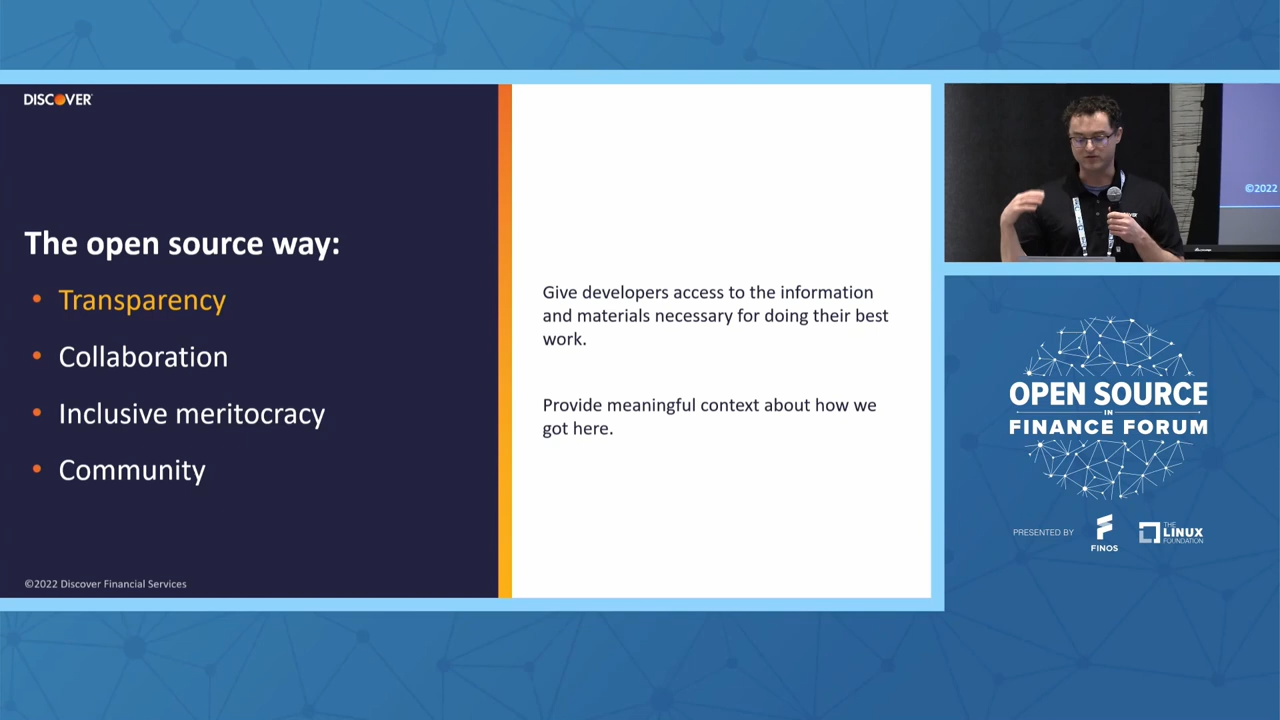 DISCOVER
The open source way:
• Transparency
• Collaboration
• Inclusive meritocracy
• Community
©2022 Discover Financial Services
Give developers access to the information
and materials necessary for doing their best
work.
Provide meaningful context about how we
got here.
©2022
OPEN SOURCE
IN
FINANCE FORUM
PRESENTED BY
FINOS
THE
LINUX
FOUNDATION